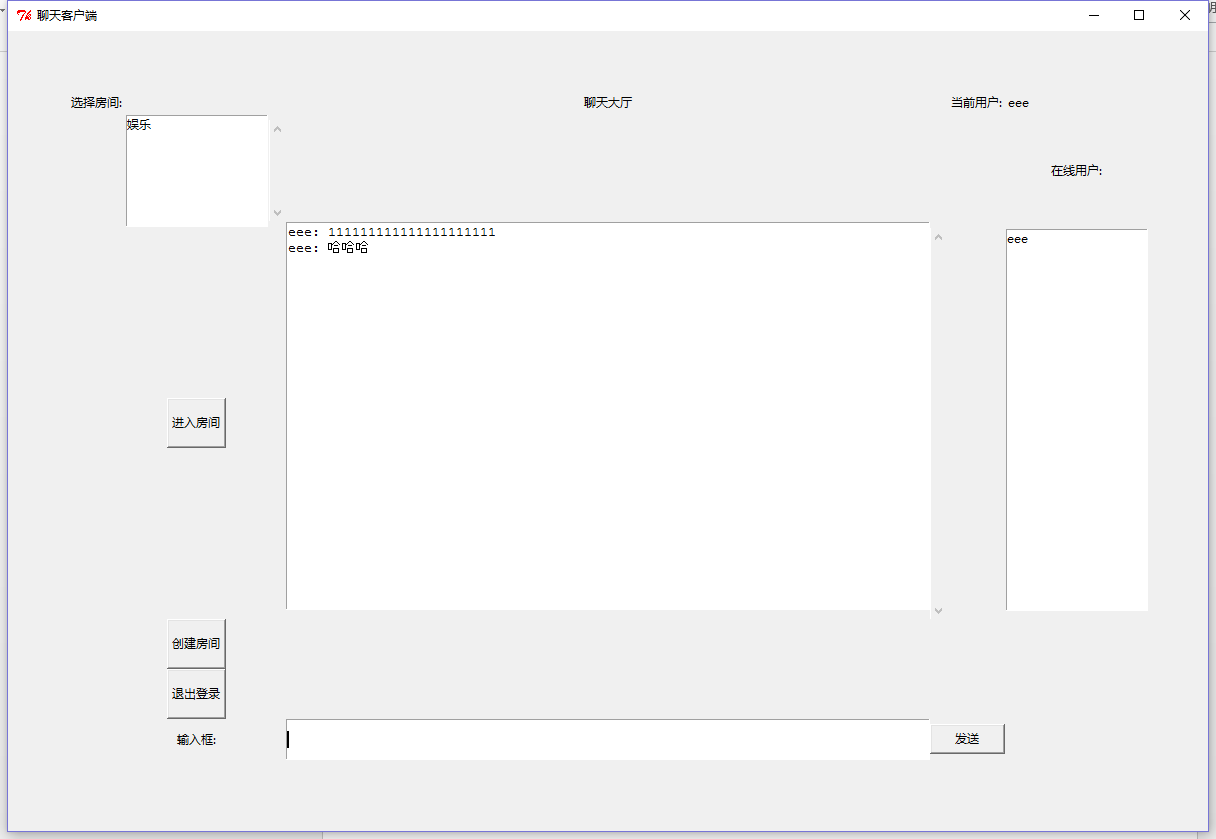 聊天客户端
选择房间:
聊天大厅
当前用户: eee
娱乐
在线用户:
eee: 111111111111111111111
eee: 哈哈哈
eee
进入房间
创建房间
退出登录
输入框:
发送